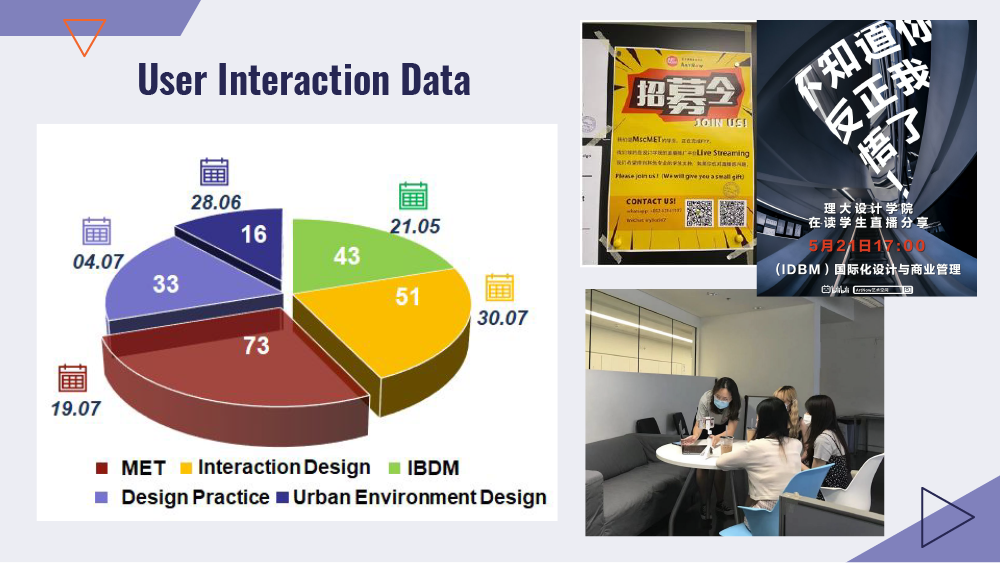 User Interaction Data
28.06
21.05
16
43
04.07
33
51
30.07
73
19.07
MET
Interaction Design
IBDM
Design Practice
Urban Environment Design
招募令
JOIN US!
MscMET
Live Streaming
Please join us! (We will give you a small gift)
CONTACT US!
不知道你
反正我
悟了
理大设计学院
在读学生直播分享
5月21日17:00
(IDBM) 国际化设计与商业管理